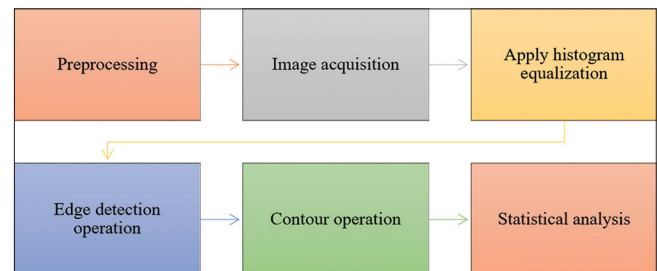 Preprocessing
Image acquisition
Apply histogram
equalization
Edge detection
operation
Contour operation
Statistical analysis